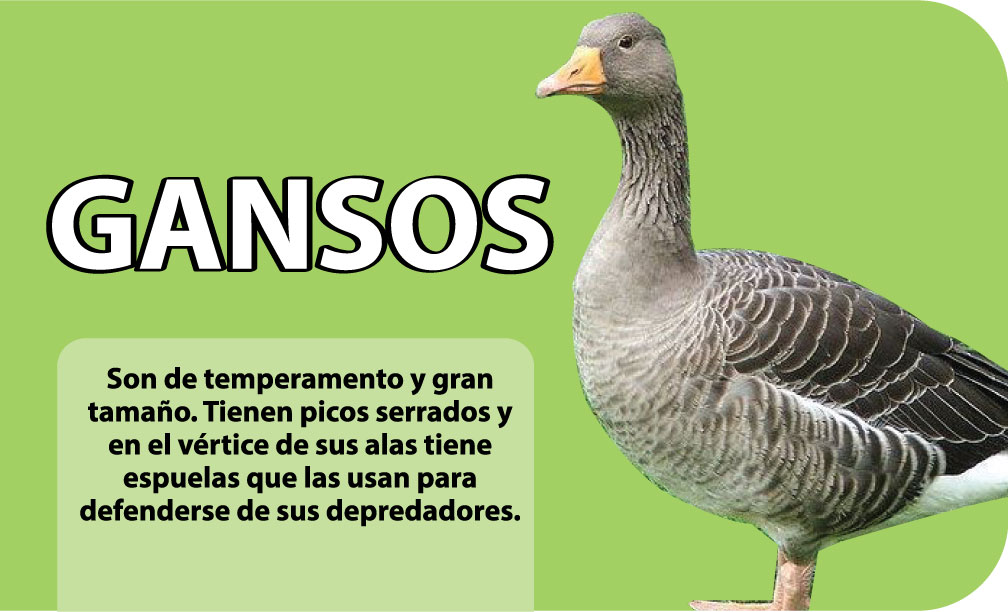 GANSOS
Son de temperamento y gran
tamaño. Tienen picos serrados y
en el vértice de sus alas tiene
espuelas que las usan para
defenderse de sus depredadores.